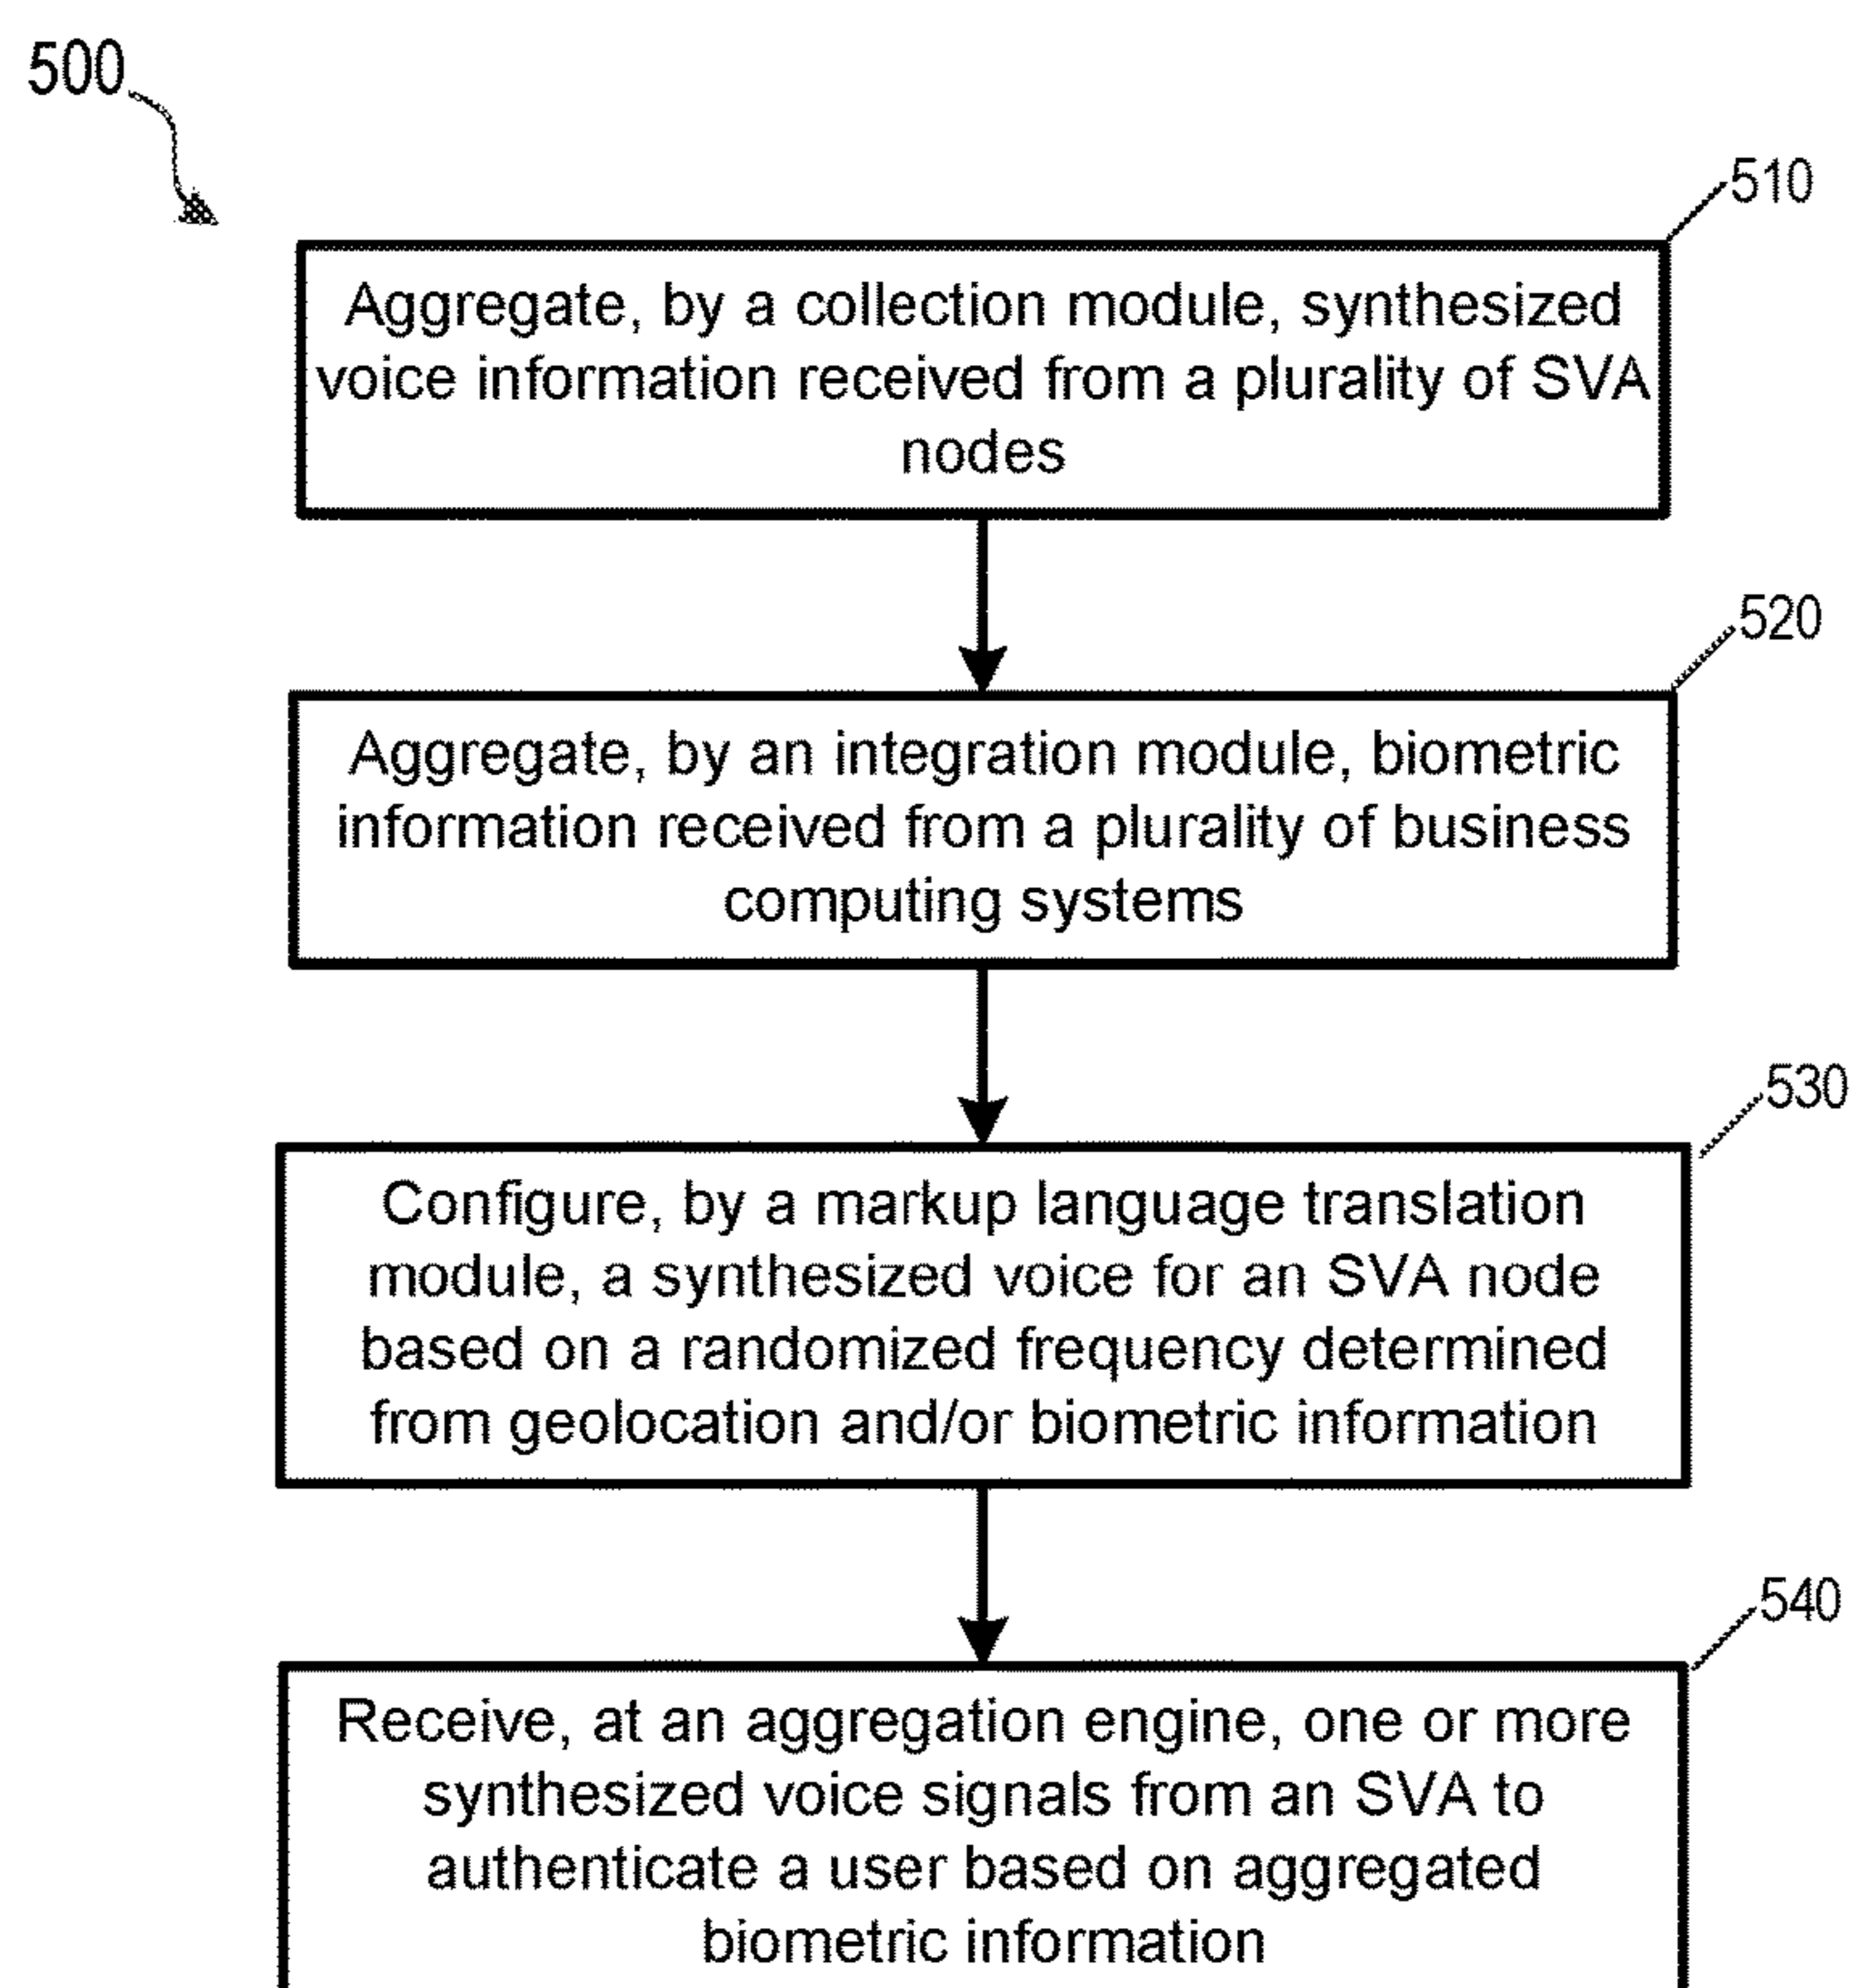 500
510
Aggregate, by a collection module, synthesized
voice information received from a plurality of SVA
nodes
520
Aggregate, by an integration module, biometric
information received from a plurality of business
computing systems
530
Configure, by a markup language translation
module, a synthesized voice for an SVA node
based on a randomized frequency determined
from geolocation and/or biometric information
540
Receive, at an aggregation engine, one or more
synthesized voice signals from an SVA to
authenticate a user based on aggregated
biometric information